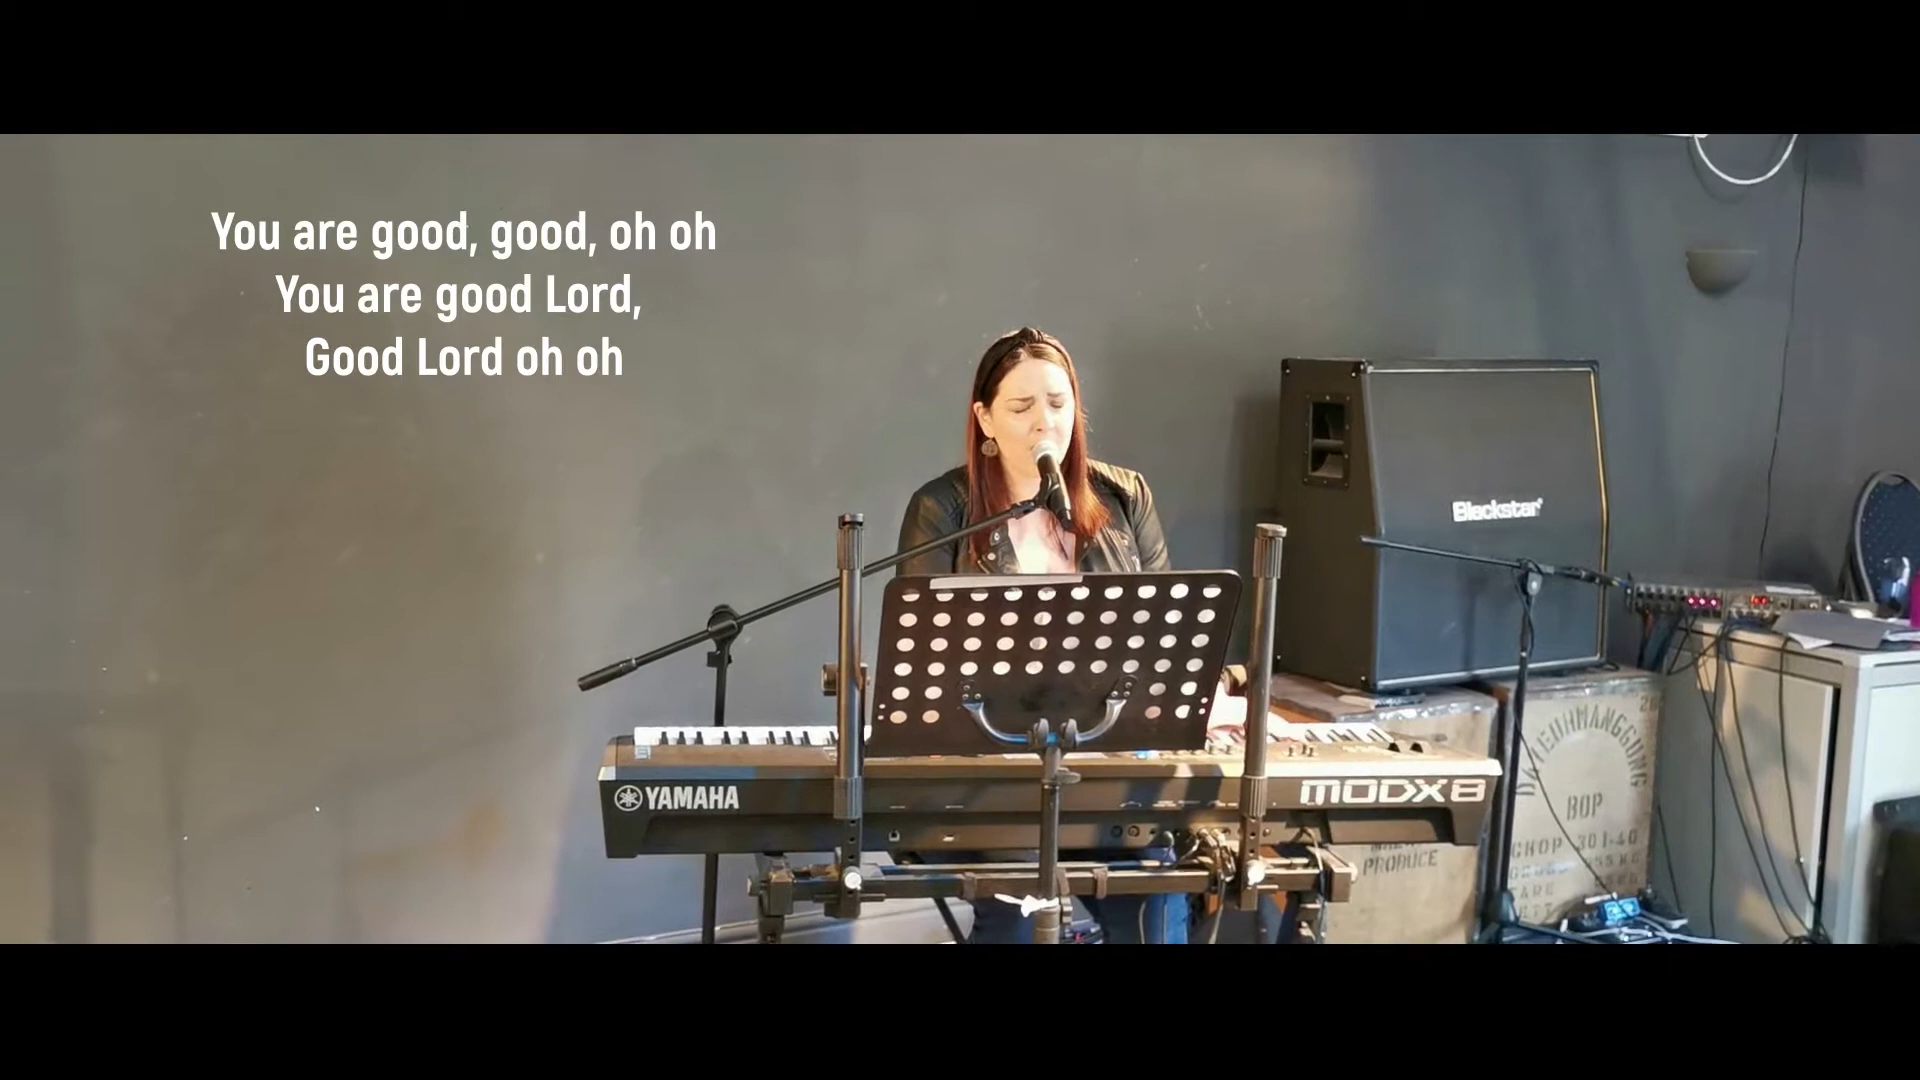 You are good, good, oh oh
You are good Lord,
Good Lord oh oh
Blackstar
YAMAHA
MODX8
BOP
PRODUCE